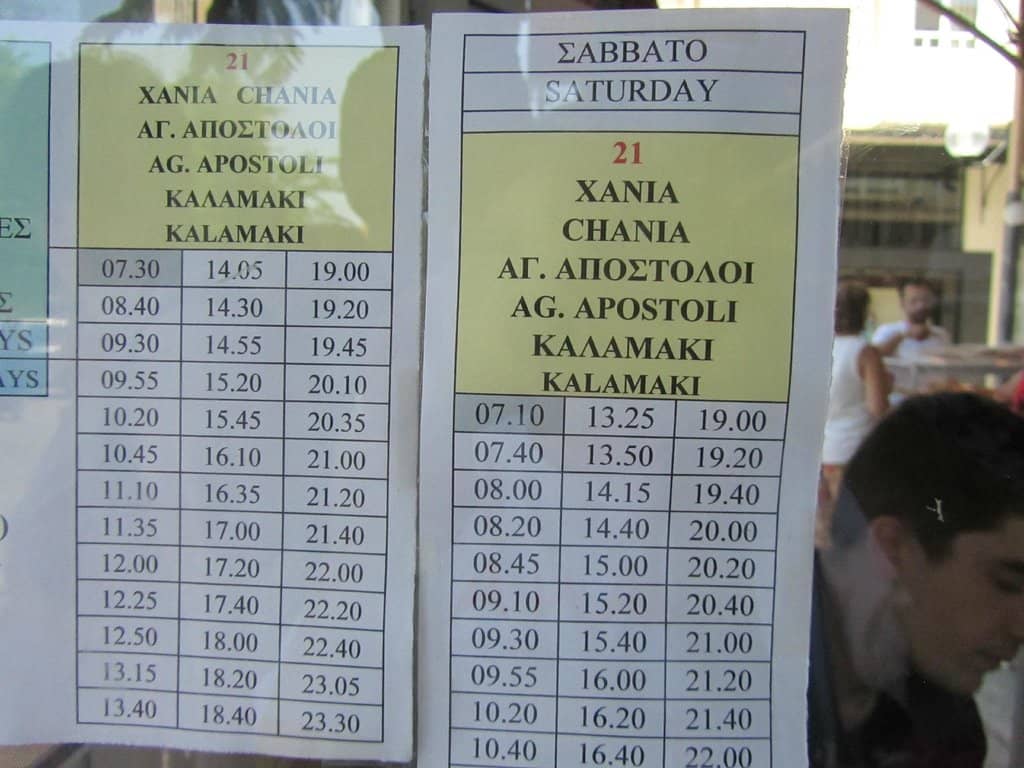 ΕΣ
Σ
YS
AYS
21
ΧΑΝΙΑ CHANIA
ΑΓ. ΑΠΟΣΤΟΛΟΙ
AG. APOSTOLI
ΚΑΛΑΜΑΚΙ
KALAMAKI
07.30 14.05 19.00
08.40 14.30 19.20
09.30 14.55 19.45
09.55 15.20 20.10
10.20 15.45 20.35
10.45 16.10 21.00
11.10 16.35 21.20
11.35 17.00 21.40
12.00 17.20 22.00
12.25 17.40 22.20
12.50 18.00 22.40
13.15 18.20 23.05
13.40 18.40 23.30
ΣΑΒΒΑΤΟ
SATURDAY
21
ΧΑΝΙΑ
CHANIA
ΑΓ. ΑΠΟΣΤΟΛΟΙ
AG. APOSTOLI
ΚΑΛΑΜΑΚΙ
KALAMAKI
07.10 13.25 19.00
07.40 13.50 19.20
08.00 14.15 19.40
08.20 14.40 20.00
08.45 15.00 20.20
09.10 15.20 20.40
09.30 15.40 21.00
09.55 16.00 21.20
10.20 16.20 21.40
10.40 16.40 22.00